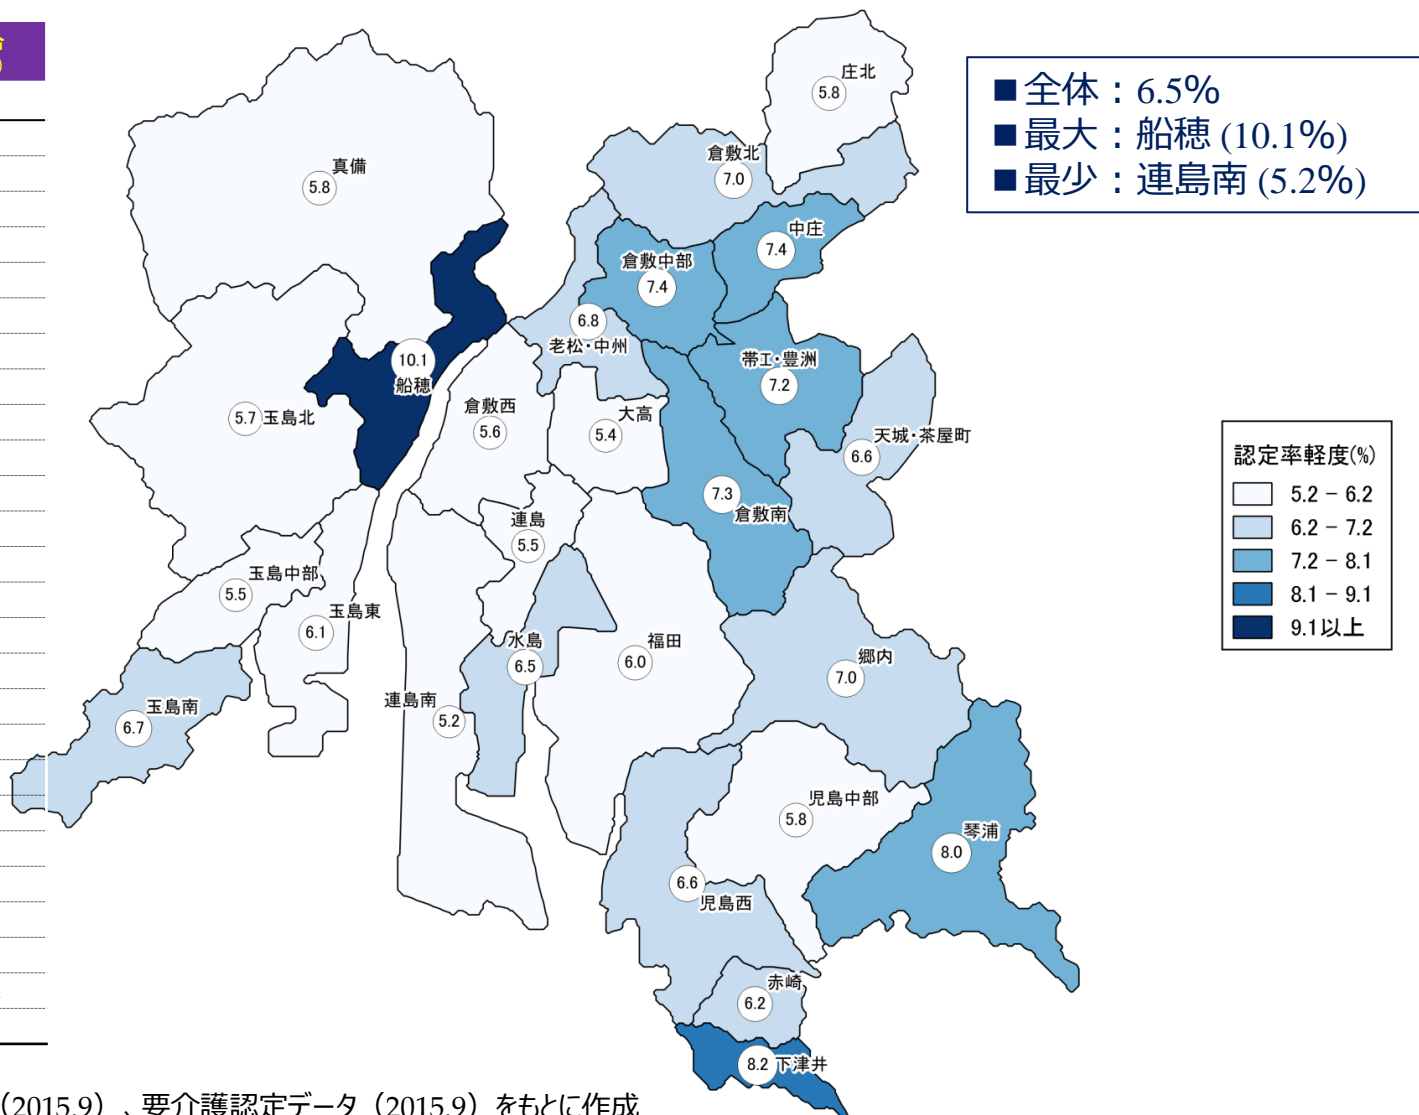 ■全体：6.5%
■最大：船穂 (10.1%)
■最少：連島南 (5.2%)
庄北
5.8
倉敷北
7.0
真備
5.8
中庄
7.4
倉敷中部
7.4
6.8
老松・中州
10.1
船穂
帯江・豊洲
7.2
倉敷西
5.6
大高
5.4
5.7 玉島北
天城・茶屋町
6.6
7.3
倉敷南
連島
5.5
玉島中部
5.5
玉島東
6.1
水島
6.5
福田
6.0
郷内
7.0
連島南
5.2
玉島南
6.7
児島中部
5.8
琴浦
8.0
6.6
児島西
赤崎
6.2
8.2 下津井
認定率軽度(%)
5.2 - 6.2
6.2 - 7.2
7.2 - 8.1
8.1 - 9.1
9.1以上
（2015.9）、要介護認定データ（2015.9）をもとに作成